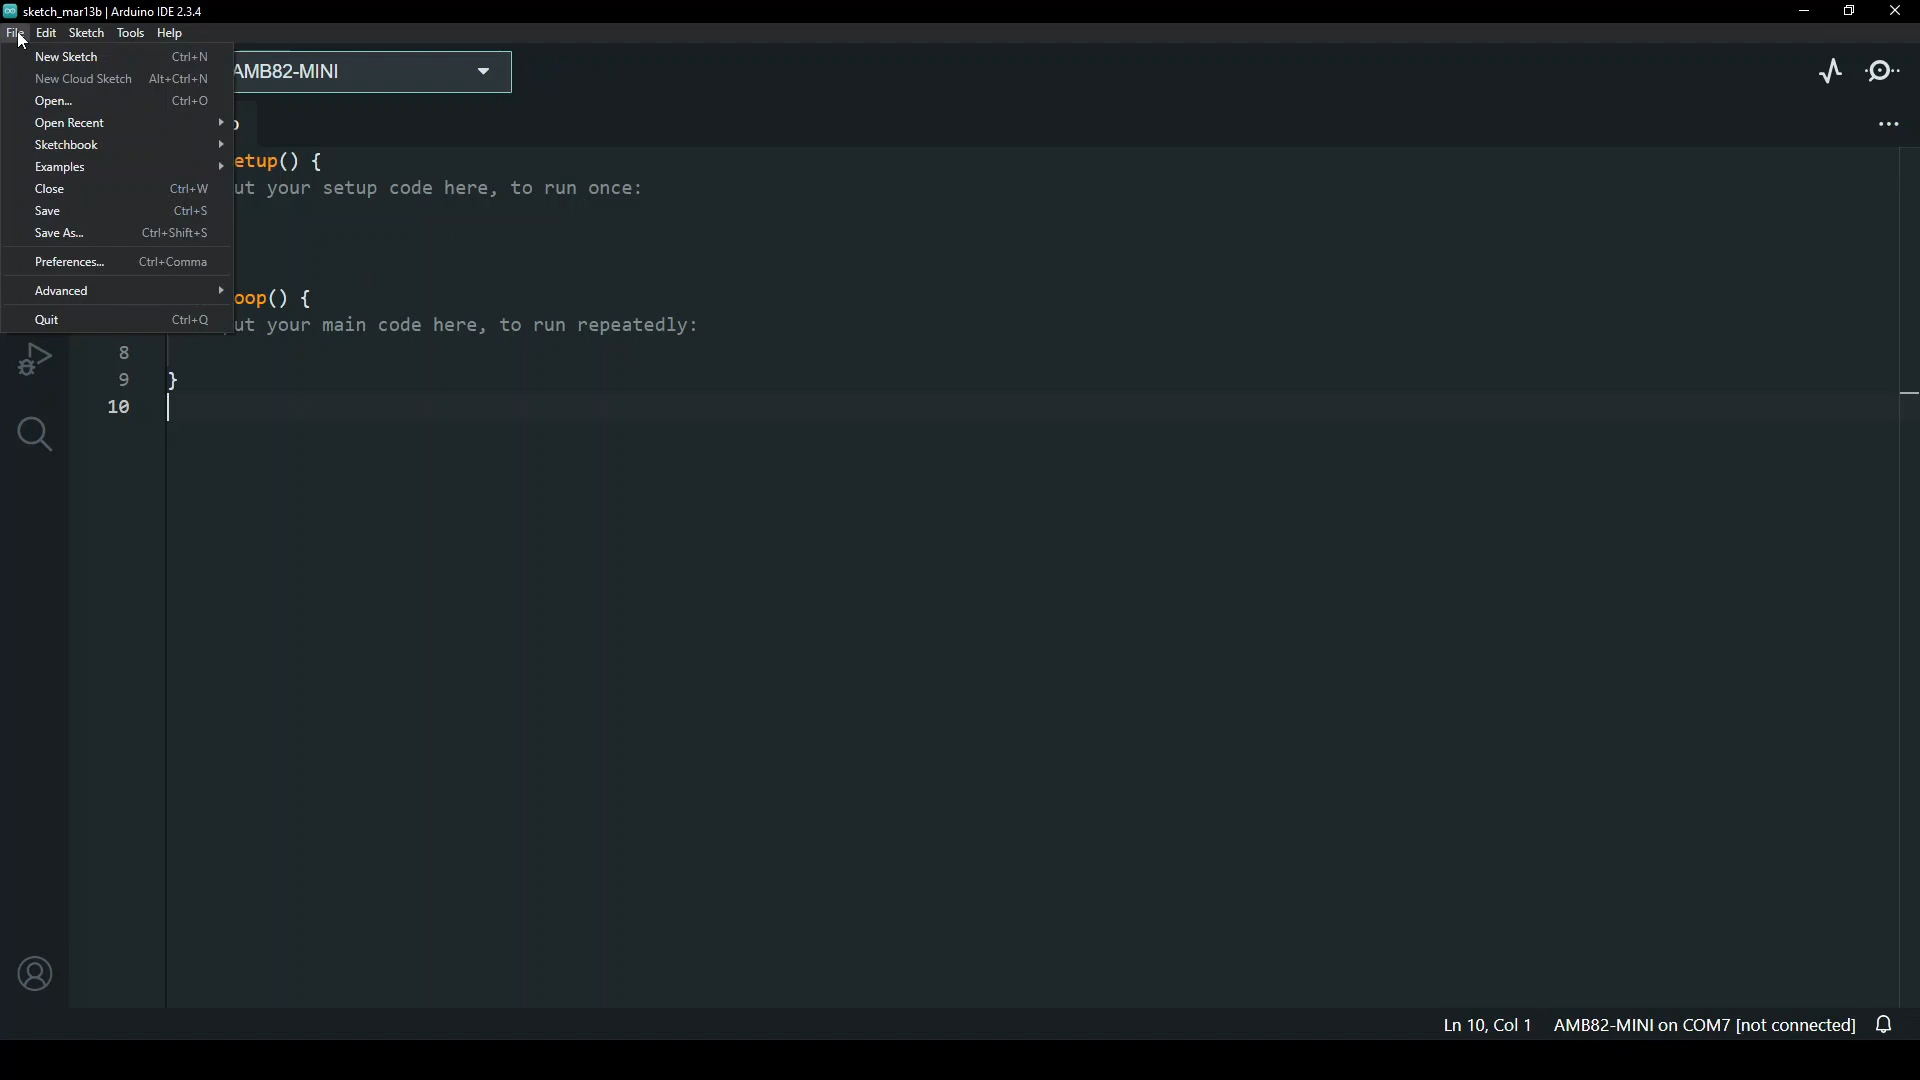 sketch_mar13b | Arduino IDE 2.3.4
File Edit Sketch Tools Help
New Sketch Ctrl+N
New Cloud Sketch Alt+Ctrl+N
Open... Ctrl+O
Open Recent
Sketchbook
Examples
Close Ctrl+W
Save Ctrl+S
Save As... Ctrl+Shift+S
Preferences... Ctrl+Comma
Advanced
Quit Ctrl+Q
AMB82-MINI
etup() {
ut your setup code here, to run once:
oop() {
ut your main code here, to run repeatedly:
8
9 }
10
Ln 10, Col 1 AMB82-MINI on COM7 [not connected]